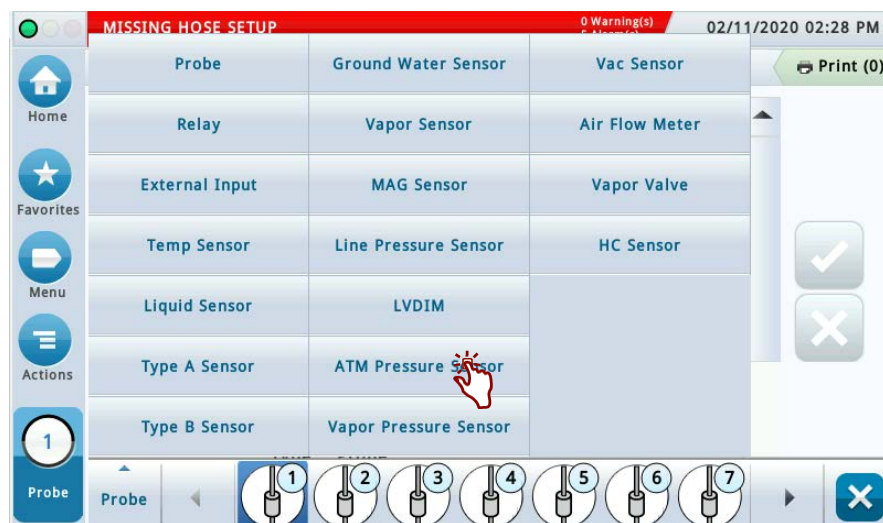 MISSING HOSE SETUP
0 Warning(s)
5 Alarm(s)
02/11/2020 02:28 PM
Print (0)
Home
Favorites
Menu
Actions
1
Probe
Probe
Ground Water Sensor
Vac Sensor
Relay
Vapor Sensor
Air Flow Meter
External Input
MAG Sensor
Vapor Valve
Temp Sensor
Line Pressure Sensor
HC Sensor
Liquid Sensor
LVDIM
Type A Sensor
ATM Pressure Sensor
Type B Sensor
Vapor Pressure Sensor
Probe
1
2
3
4
5
6
7